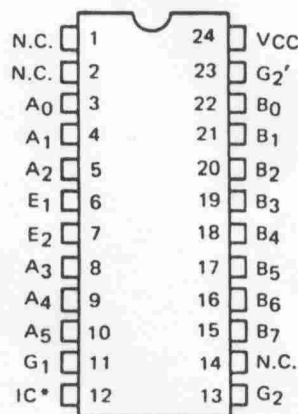 N.C. 1 24 VCC
N.C. 2 23 G2′
A0 3 22 B0
A1 4 21 B1
A2 5 20 B2
E1 6 19 B3
E2 7 18 B4
A3 8 17 B5
A4 9 16 B6
A5 10 15 B7
G1 11 14 N.C.
IC* 12 13 G2